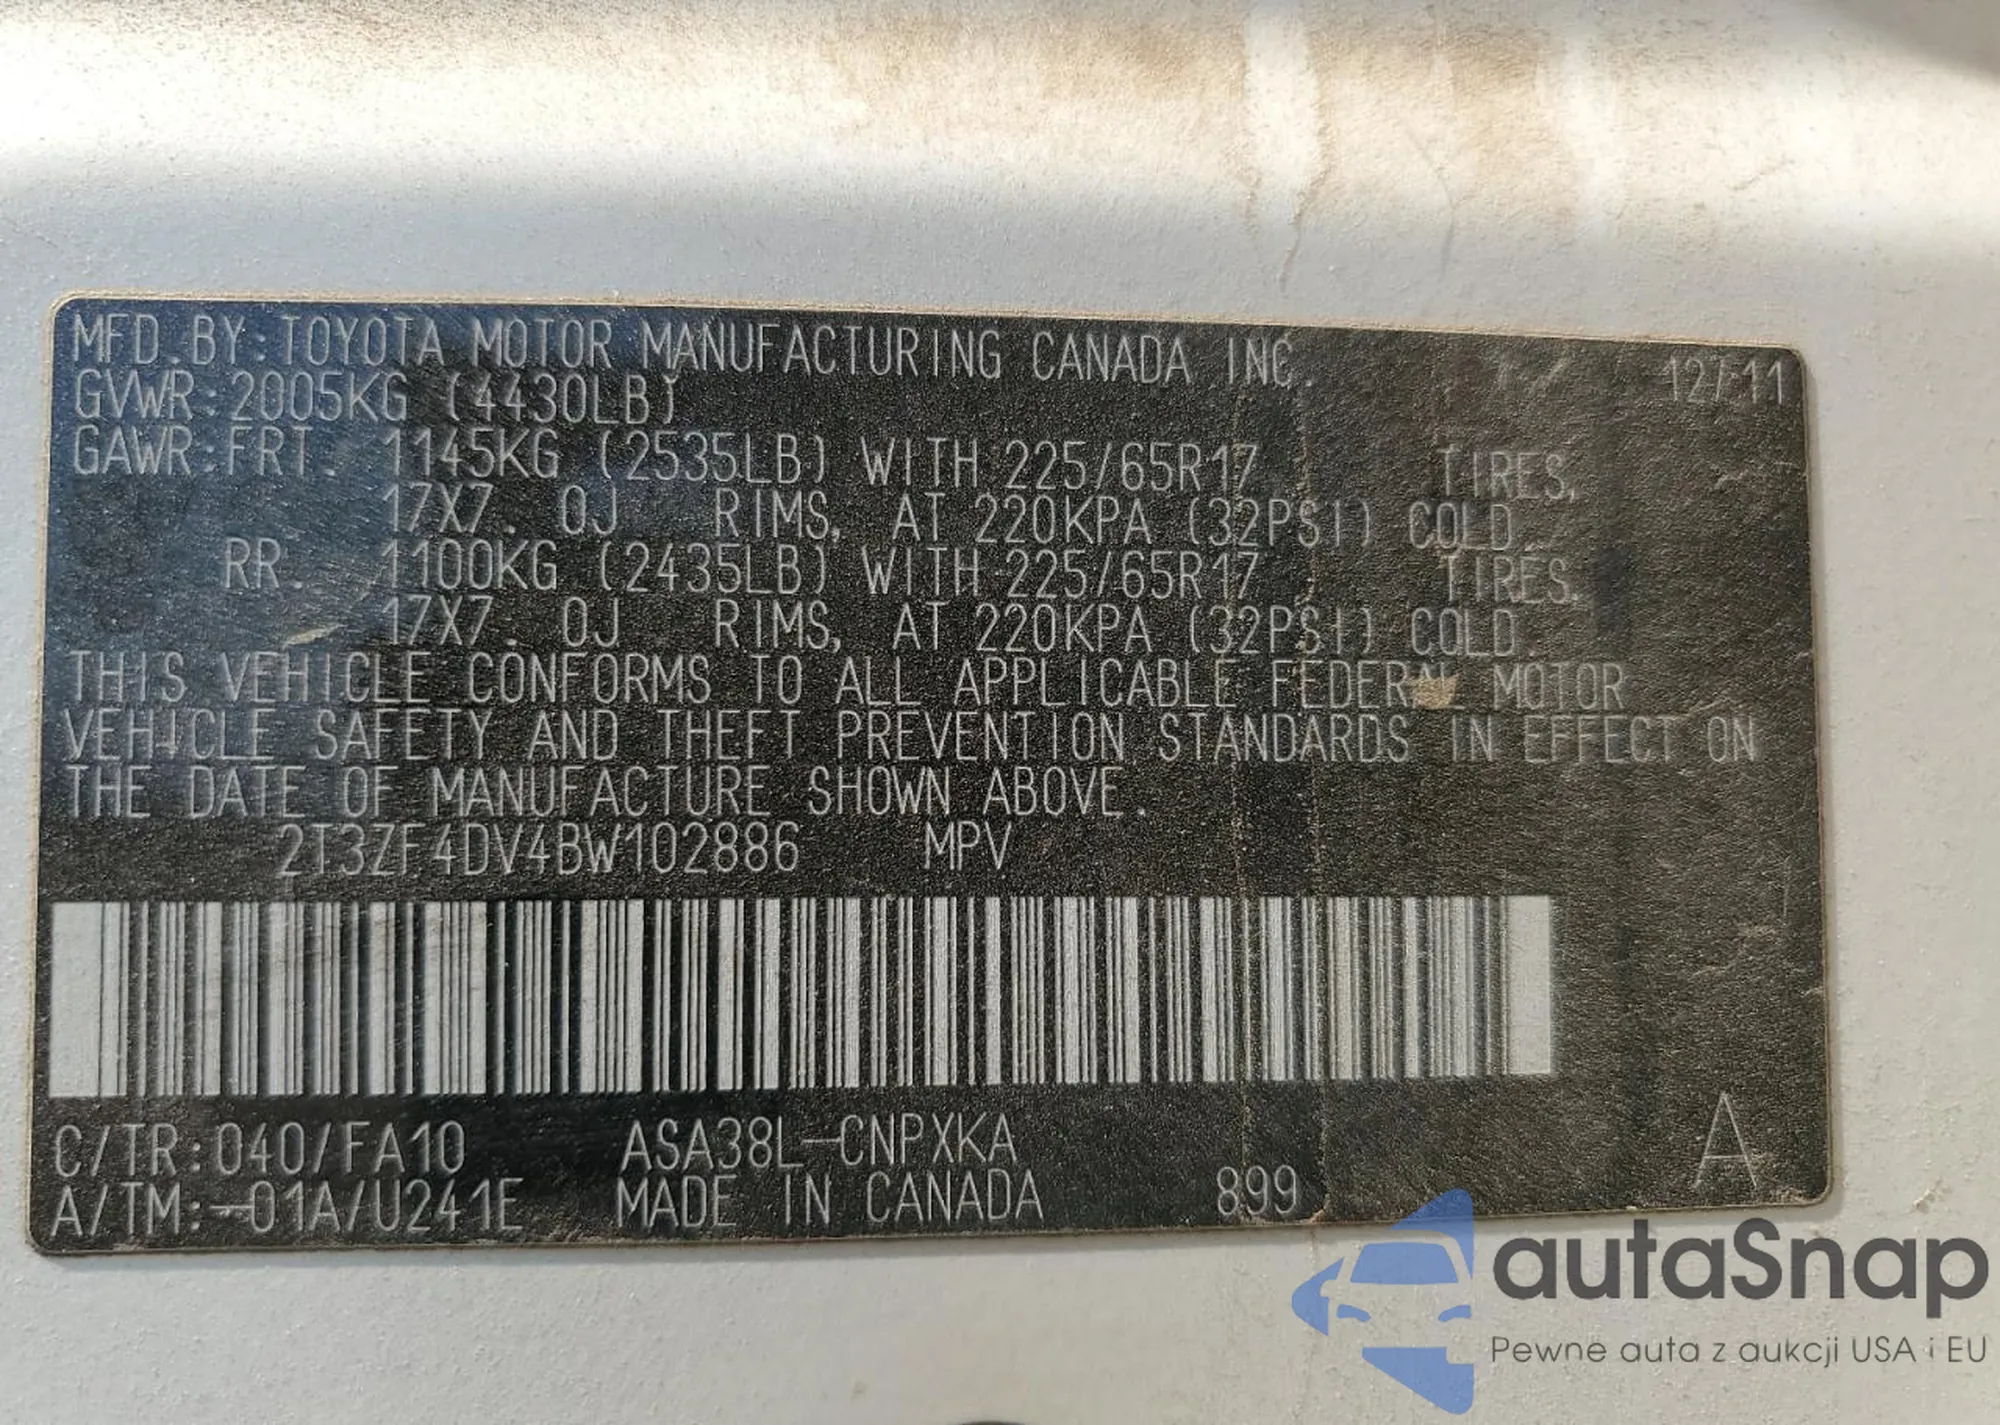 MFD. BY: TOYOTA MOTOR MANUFACTURING CANADA INC. 12/11
GVWR: 2005KG (4430LB)
GAWR: FRT. 1145KG (2535LB) WITH 225/65R17 TIRES,
17X7. 0J RIMS, AT 220KPA (32PSI) COLD.
RR. 1100KG (2435LB) WITH 225/65R17 TIRES,
17X7. 0J RIMS, AT 220KPA (32PSI) COLD.
THIS VEHICLE CONFORMS TO ALL APPLICABLE FEDERAL MOTOR
VEHICLE SAFETY AND THEFT PREVENTION STANDARDS IN EFFECT ON
THE DATE OF MANUFACTURE SHOWN ABOVE.
2T3ZF4DV4BW102886 MPV
C/TR: 040/FA10 ASA38L-CNPXKA A
A/TM: -01A/U241E MADE IN CANADA 899
autaSnap
Pewne auta z aukcji USA i EU